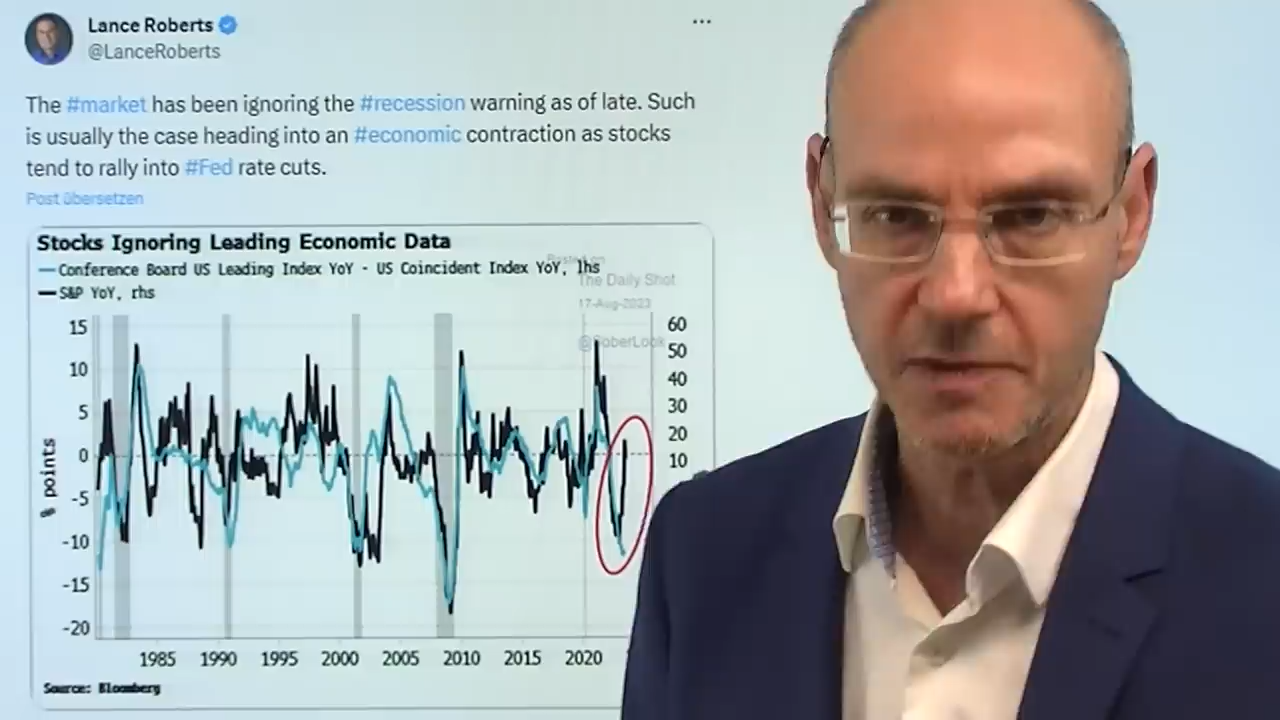 Lance Roberts
@LanceRoberts
The #market has been ignoring the #recession warning as of late. Such
is usually the case heading into an #economic contraction as stocks
tend to rally into #Fed rate cuts.
Post übersetzen
Stocks Ignoring Leading Economic Data
Posted on
Conference Board US Leading Index YoY - US Coincident Index YoY, lhs
The Daily Shot
S&P YoY, rhs
17-Aug-2023
@SoberLook
15
10
5
0
-5
-10
-15
-20
% points
60
50
40
30
20
10
1985 1990 1995 2000 2005 2010 2015 2020
Source: Bloomberg